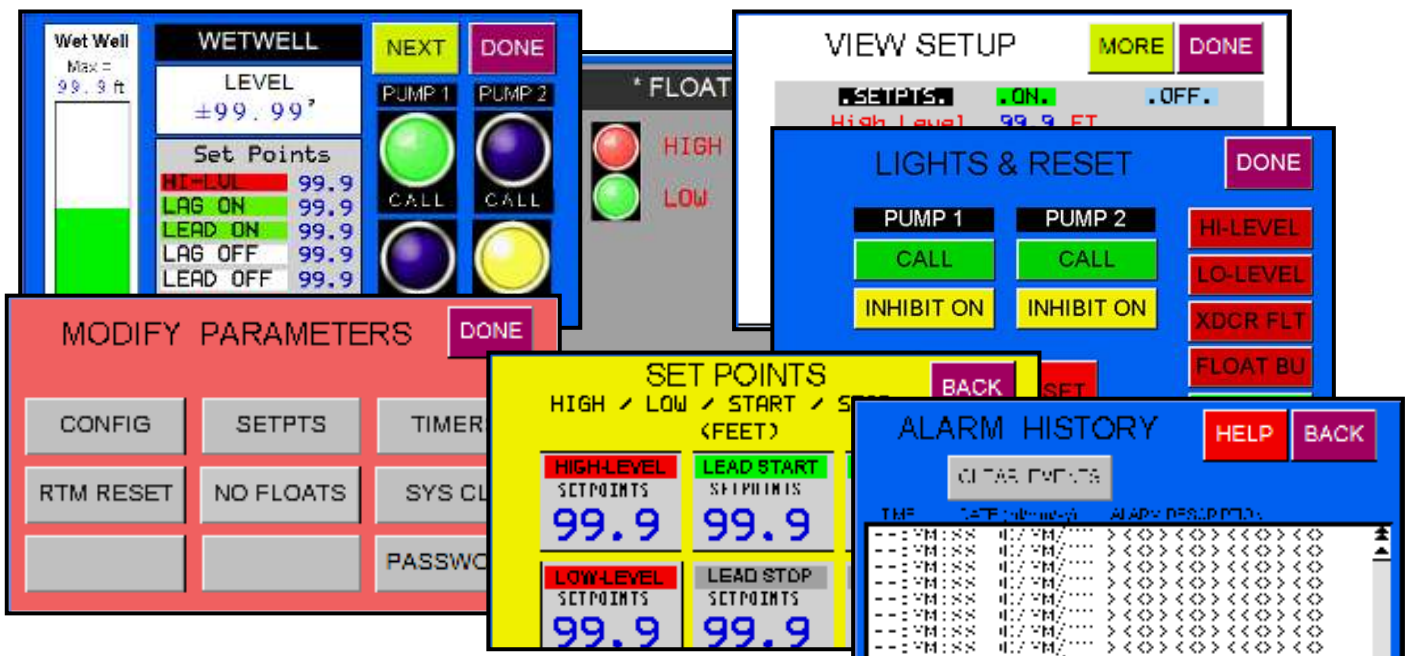 Wet Well
Max =
99.9 ft
WETWELL
LEVEL
±99.99'
Set Points
HI-LVL 99.9
LAG ON 99.9
LEAD ON 99.9
LAG OFF 99.9
LEAD OFF 99.9
NEXT DONE
PUMP 1 PUMP 2
CALL CALL
* FLOAT
HIGH
LOW
VIEW SETUP MORE DONE
.SETPTS. .ON. .OFF.
High Level 99.9 FT
LIGHTS & RESET DONE
PUMP 1 PUMP 2
CALL CALL
INHIBIT ON INHIBIT ON
HI-LEVEL
LO-LEVEL
XDCR FLT
FLOAT BU
SET
MODIFY PARAMETERS DONE
CONFIG SETPTS TIMER
RTM RESET NO FLOATS SYS CL
PASSWO
SET POINTS BACK
HIGH / LOW / START /
(FEET)
HIGH-LEVEL LEAD START
SETPOINTS SETPOINTS
99.9 99.9
LOW-LEVEL LEAD STOP
SETPOINTS SETPOINTS
99.9 99.9
ALARM HISTORY HELP BACK
CLEAR EVENTS
TIME DATE ALARM DESCRIPTION